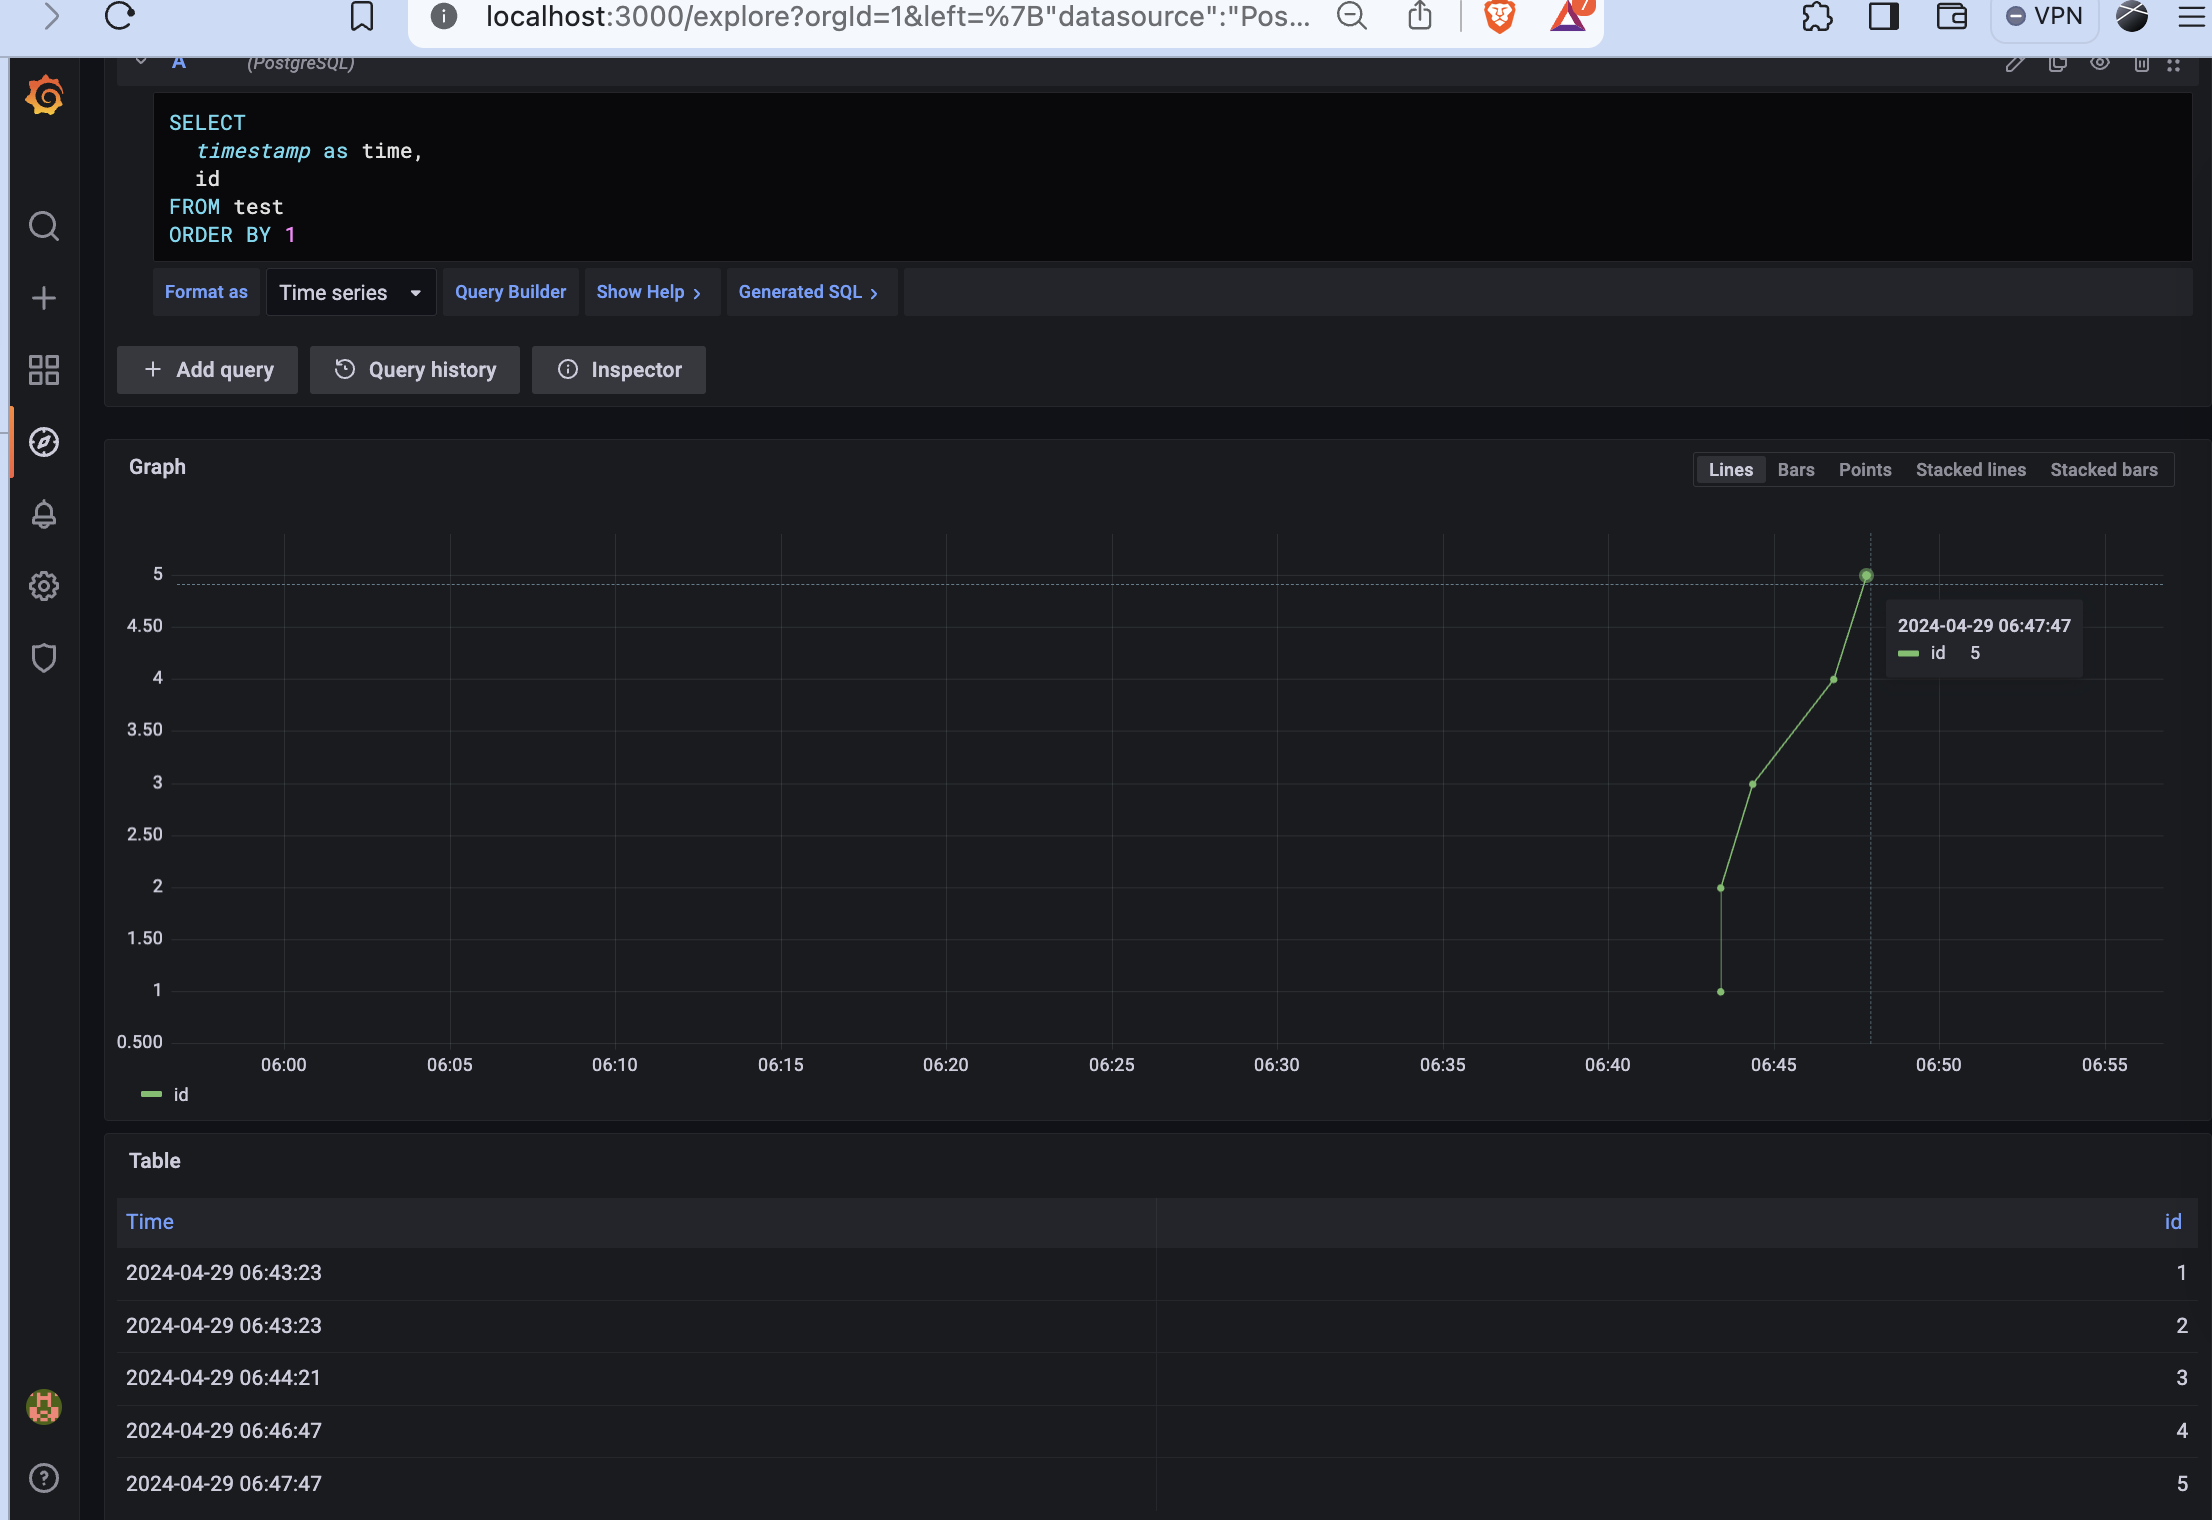 localhost:3000/explore?orgId=1&left=%7B"datasource":"Pos...
7
VPN
A (PostgreSQL)
SELECT
timestamp as time,
id
FROM test
ORDER BY 1
Format as Time series Query Builder Show Help > Generated SQL >
+ Add query Query history Inspector
Graph
Lines Bars Points Stacked lines Stacked bars
5
4.50
4
3.50
3
2.50
2
1.50
1
0.500
2024-04-29 06:47:47
id 5
06:00 06:05 06:10 06:15 06:20 06:25 06:30 06:35 06:40 06:45 06:50 06:55
id
Table
Time id
2024-04-29 06:43:23 1
2024-04-29 06:43:23 2
2024-04-29 06:44:21 3
2024-04-29 06:46:47 4
2024-04-29 06:47:47 5